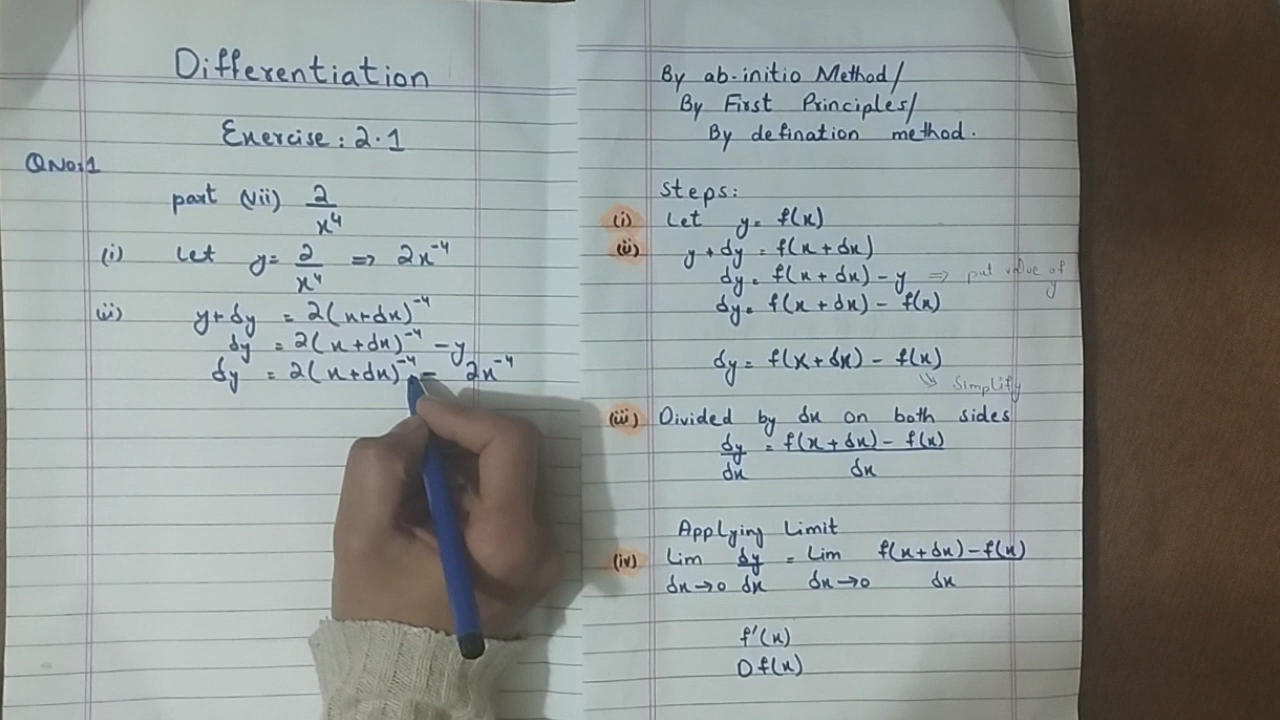 Differentiation
Exercise: 2.1
QNo:1
part (vii) 2/x⁴
(i) Let y = 2/x⁴ => 2x⁻⁴
(ii) y+δy = 2(x+δx)⁻⁴
δy = 2(x+δx)⁻⁴ - y
δy = 2(x+δx)⁻⁴ - 2x⁻⁴
By ab-initio Method/
By First Principles/
By defination method.
Steps:
(i) Let y = f(x)
(ii) y + δy = f(x + δx)
δy = f(x + δx) - y => put value of y
δy = f(x + δx) - f(x)
δy = f(x + δx) - f(x)
↘ Simplify
(iii) Divided by δx on both sides
δy/δx = f(x + δx) - f(x)/δx
Applying Limit
(iv) Lim δx→0 δy/δx = Lim δx→0 f(x+δx)-f(x)/δx
f'(x)
Df(x)